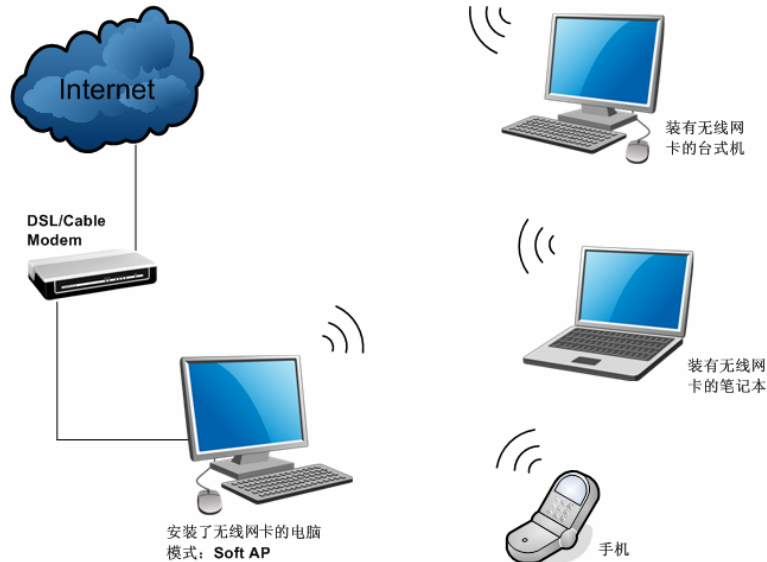 Internet
装有无线网
卡的台式机
DSL/Cable
Modem
装有无线网
卡的笔记本
安装了无线网卡的电脑
模式：Soft AP
手机